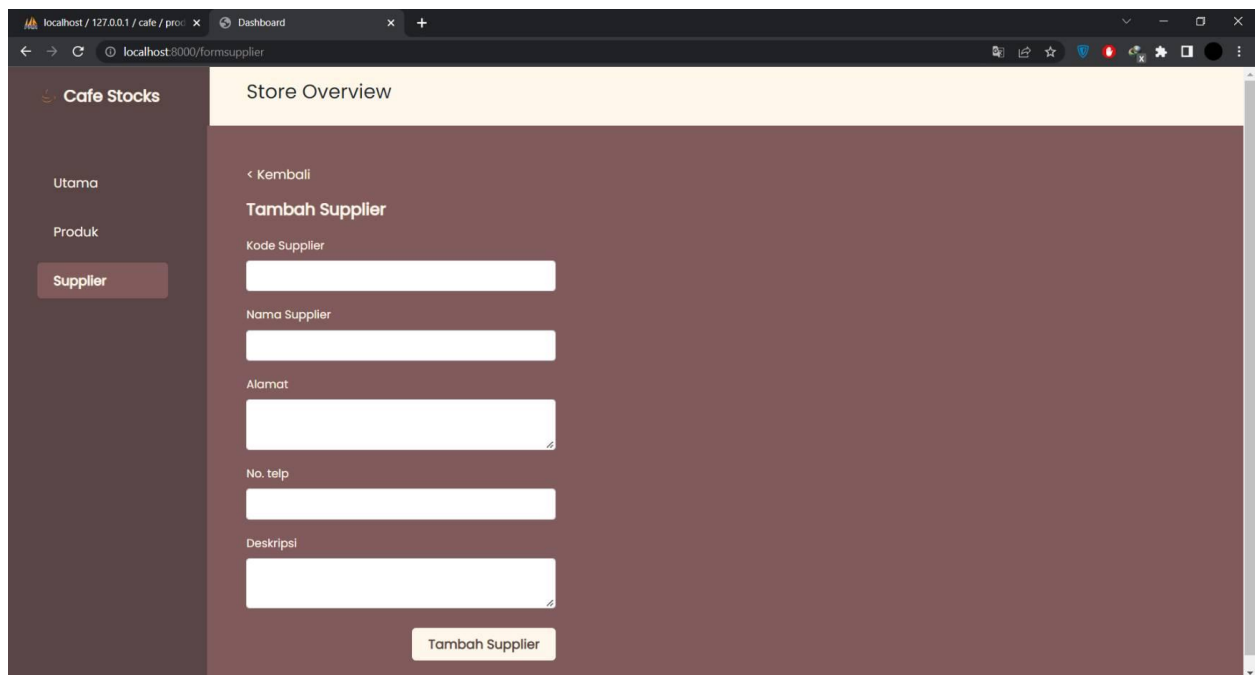 localhost / 127.0.0.1 / cafe / prod
Dashboard
localhost:8000/formsupplier
Cafe Stocks
Store Overview
Utama
Produk
Supplier
< Kembali
Tambah Supplier
Kode Supplier
Nama Supplier
Alamat
No. telp
Deskripsi
Tambah Supplier